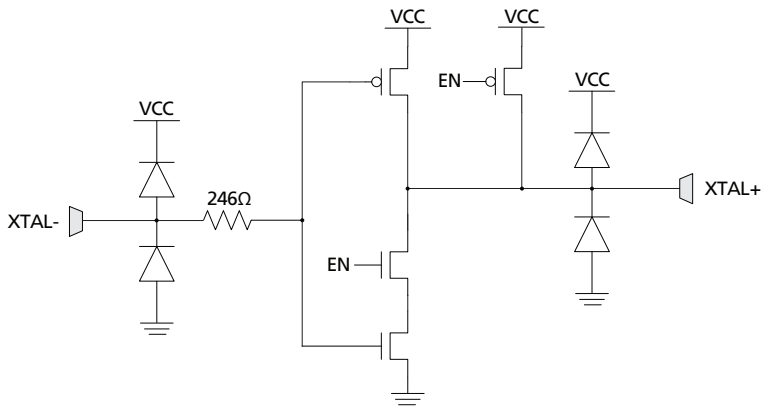 VCC
VCC
EN
VCC
VCC
246Ω
XTAL-
XTAL+
EN